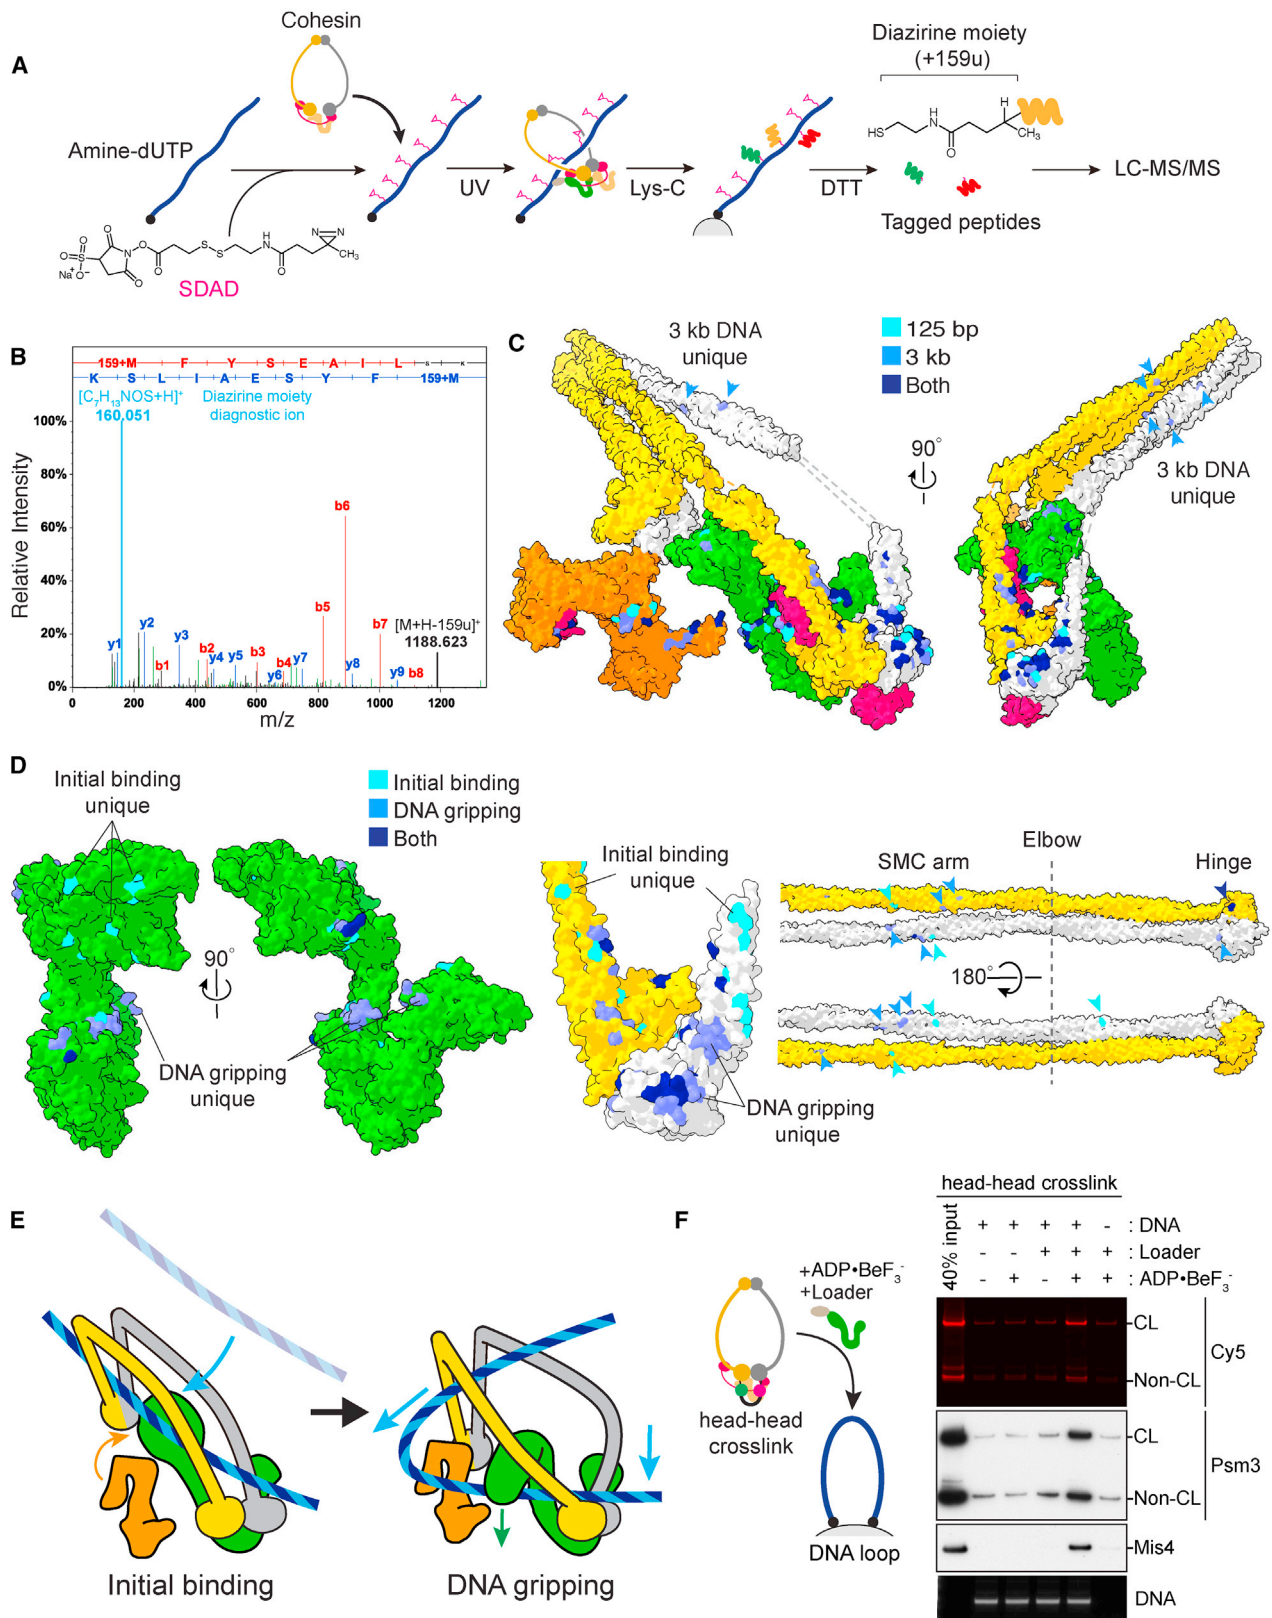 A
Cohesin
Amine-dUTP
SDAD
UV
Lys-C
DTT
Diazirine moiety
(+159u)
Tagged peptides
LC-MS/MS
O
O
O
N
O
O
S
O
O⁻
Na⁺
O
S
S
H
N
O
N
N
CH₃
HS
H
N
O
H
CH₃
B
159+M F Y S E A I L S K
K S L I A E S Y F 159+M
[C₇H₁₃NOS+H]⁺
160.051
Diazirine moiety
diagnostic ion
Relative Intensity
100%
80%
60%
40%
20%
0%
y1
y2
b1
y3
b2
y4
y5
b3
y6
b4
y7
b5
b6
y8
b7
y9
b8
[M+H-159u]⁺
1188.623
0 200 400 600 800 1000 1200
m/z
C
3 kb DNA
unique
125 bp
3 kb
Both
90°
3 kb DNA
unique
D
Initial binding
unique
Initial binding
DNA gripping
Both
90°
DNA gripping
unique
Initial binding
unique
DNA gripping
unique
SMC arm
Elbow
Hinge
180°
E
Initial binding
DNA gripping
F
+ADP•BeF₃⁻
+Loader
head-head
crosslink
DNA loop
head-head crosslink
40% input
+ + + + - : DNA
- - + + + : Loader
- + - + + : ADP•BeF₃⁻
CL
Non-CL
Cy5
CL
Non-CL
Psm3
Mis4
DNA